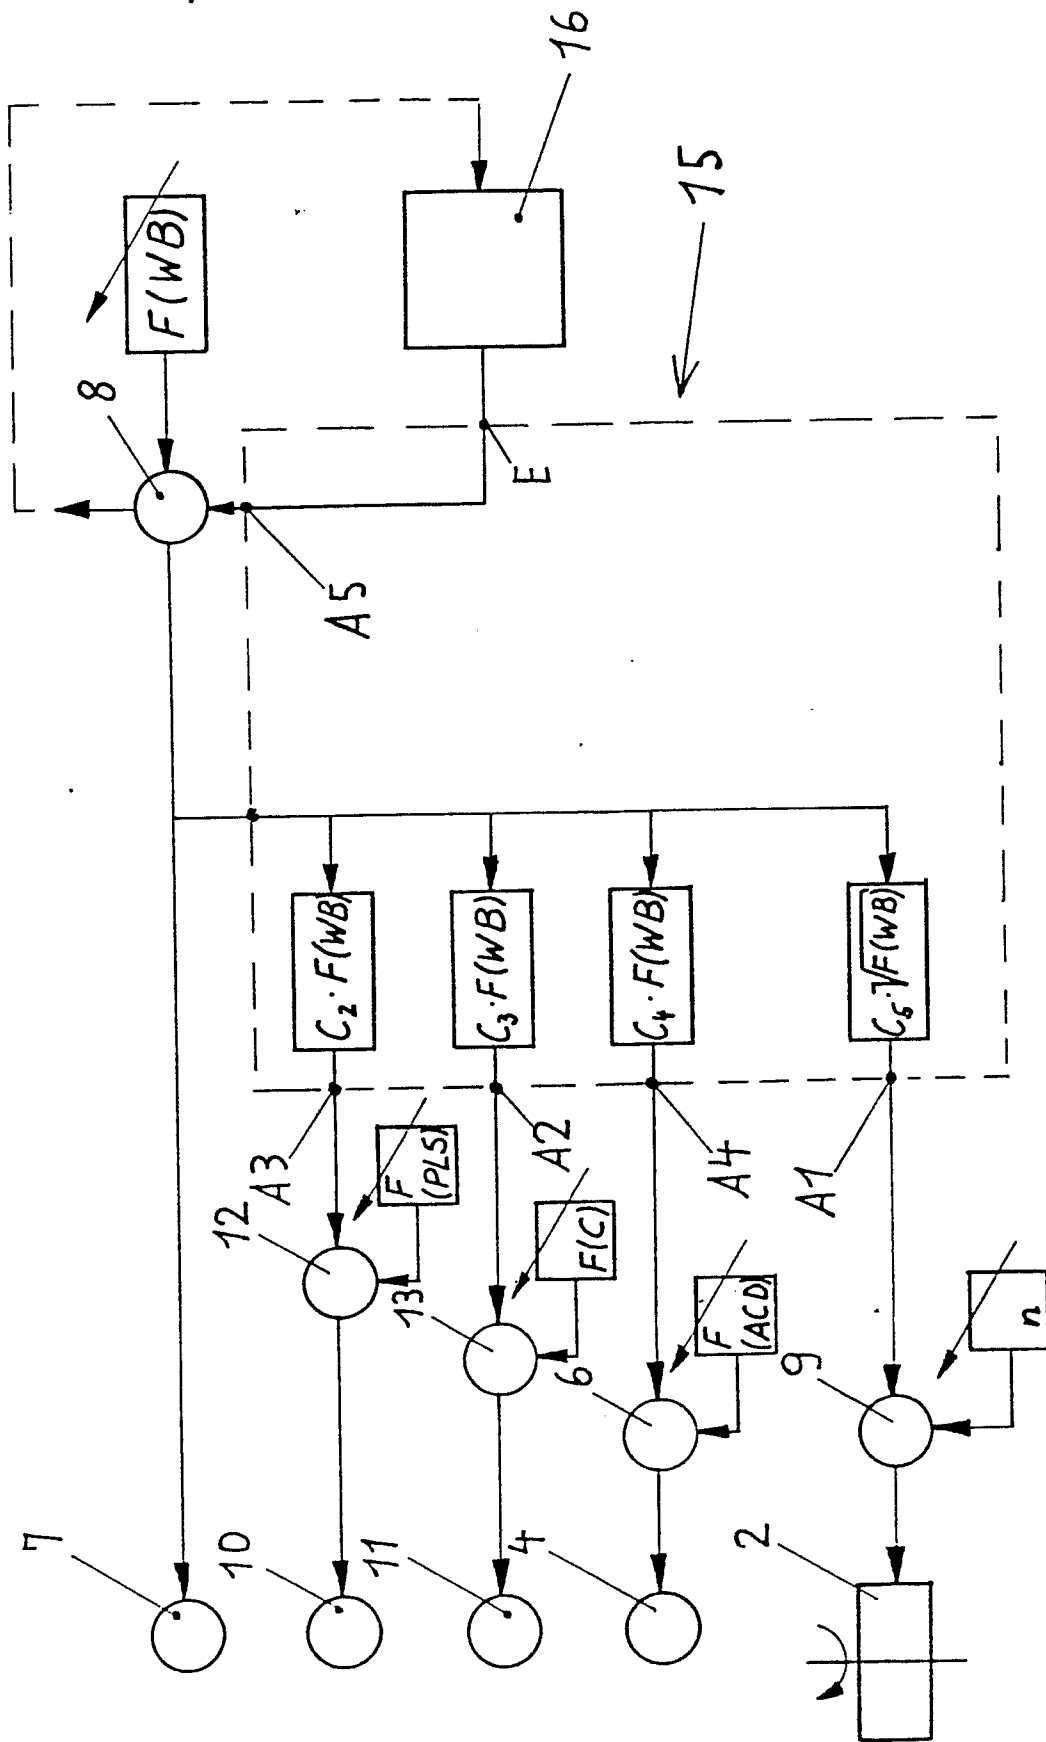 7
10
11
4
2
12
13
6
9
A3
A2
A4
A1
F
(PLS)
F(C)
F
(ACD)
n
C₂·F(WB)
C₃·F(WB)
C₄·F(WB)
C₅·√F(WB)
A5
8
E
F(WB)
15
16